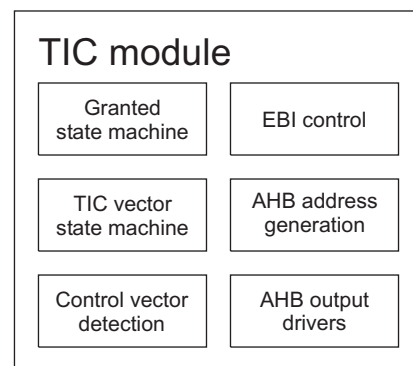 TIC module
Granted
state machine
EBI control
TIC vector
state machine
AHB address
generation
Control vector
detection
AHB output
drivers